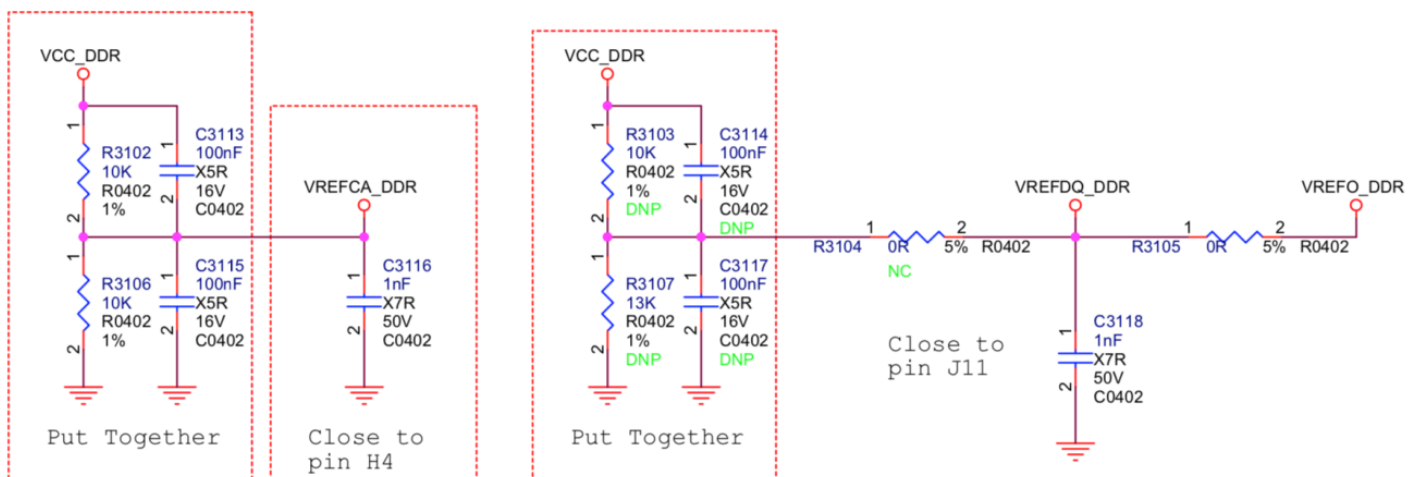 VCC_DDR
1
R3102
10K
R0402
1%
2
1
C3113
100nF
X5R
16V
C0402
2
1
R3106
10K
R0402
1%
2
1
C3115
100nF
X5R
16V
C0402
2
Put Together
VREFCA_DDR
1
C3116
1nF
X7R
50V
C0402
2
Close to
pin H4
VCC_DDR
1
R3103
10K
R0402
1%
DNP
2
1
C3114
100nF
X5R
16V
C0402
DNP
2
1
R3107
13K
R0402
1%
DNP
2
1
C3117
100nF
X5R
16V
C0402
DNP
2
Put Together
1
2
R3104
0R
5%
R0402
NC
VREFDQ_DDR
1
2
R3105
0R
5%
R0402
VREFO_DDR
Close to
pin J11
1
C3118
1nF
X7R
50V
C0402
2